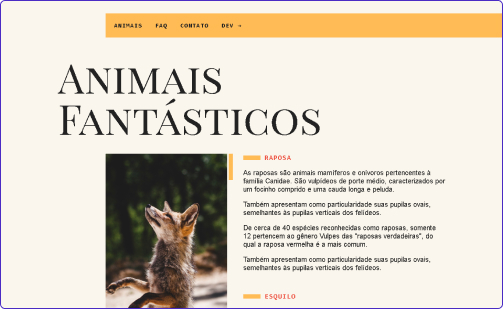 ANIMAIS FAQ CONTATO DEV →
ANIMAIS
FANTÁSTICOS
RAPOSA
As raposas são animais mamíferos e onívoros pertencentes à
família Canidae. São vulpídeos de porte médio, caracterizados por
um focinho comprido e uma cauda longa e peluda.
Também apresentam como particularidade suas pupilas ovais,
semelhantes às pupilas verticais dos felídeos.
De cerca de 40 espécies reconhecidas como raposas, somente
12 pertencem ao gênero Vulpes das "raposas verdadeiras", do
qual a raposa vermelha é a mais comum.
Também apresentam como particularidade suas pupilas ovais,
semelhantes às pupilas verticais dos felídeos.
ESQUILO